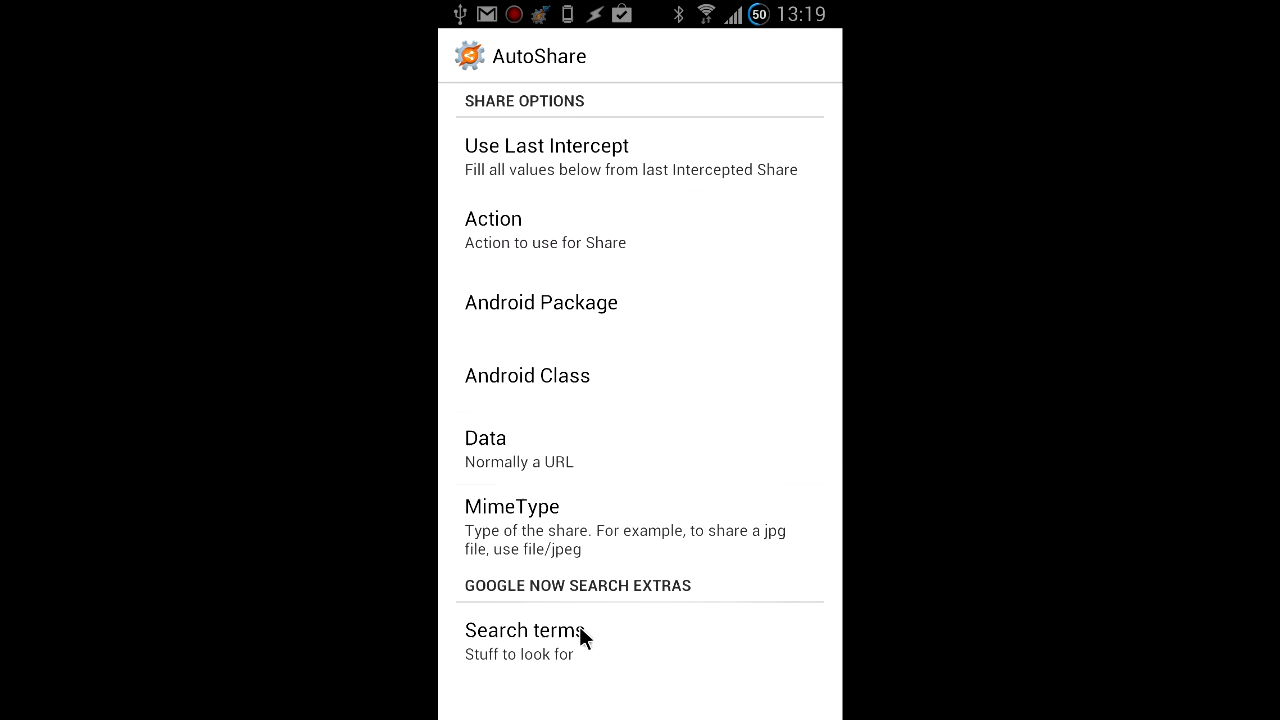 50 13:19
AutoShare
SHARE OPTIONS
Use Last Intercept
Fill all values below from last Intercepted Share
Action
Action to use for Share
Android Package
Android Class
Data
Normally a URL
MimeType
Type of the share. For example, to share a jpg
file, use file/jpeg
GOOGLE NOW SEARCH EXTRAS
Search terms
Stuff to look for